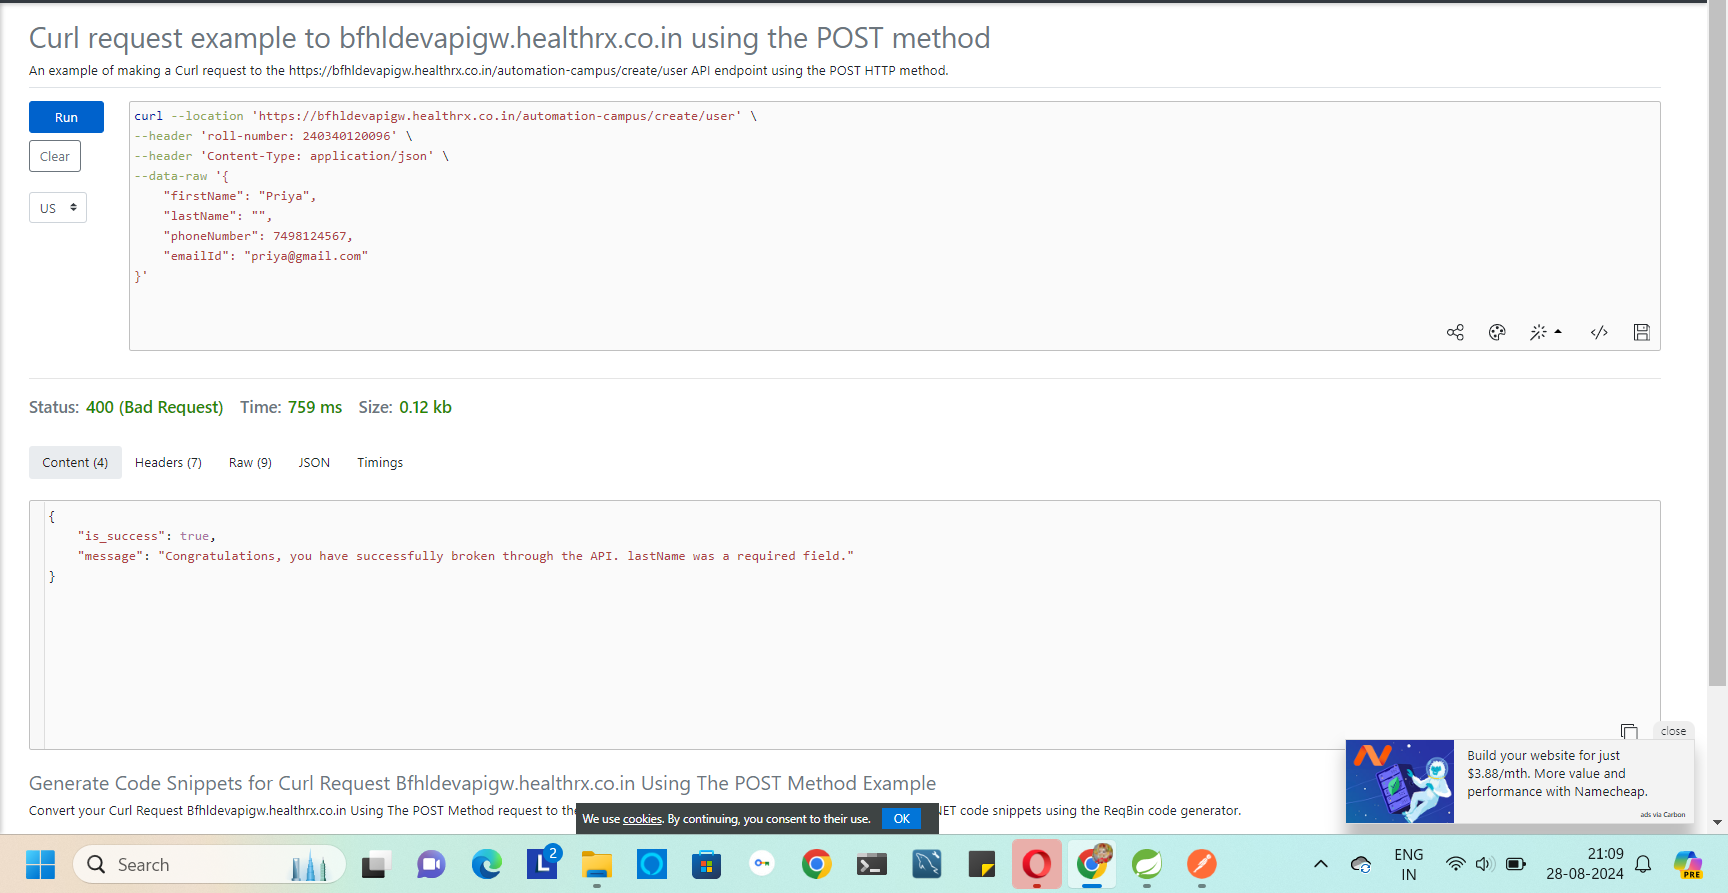 Curl request example to bfhldevapigw.healthrx.co.in using the POST method
An example of making a Curl request to the https://bfhldevapigw.healthrx.co.in/automation-campus/create/user API endpoint using the POST HTTP method.
Run
Clear
US
curl --location 'https://bfhldevapigw.healthrx.co.in/automation-campus/create/user' \
--header 'roll-number: 240340120096' \
--header 'Content-Type: application/json' \
--data-raw '{
"firstName": "Priya",
"lastName": "",
"phoneNumber": 7498124567,
"emailId": "priya@gmail.com"
}'
Status: 400 (Bad Request) Time: 759 ms Size: 0.12 kb
Content (4) Headers (7) Raw (9) JSON Timings
{
"is_success": true,
"message": "Congratulations, you have successfully broken through the API. lastName was a required field."
}
close
Build your website for just
$3.88/mth. More value and
performance with Namecheap.
ads via Carbon
Generate Code Snippets for Curl Request Bfhldevapigw.healthrx.co.in Using The POST Method Example
Convert your Curl Request Bfhldevapigw.healthrx.co.in Using The POST Method request to the NET code snippets using the ReqBin code generator.
We use cookies. By continuing, you consent to their use. OK
Search
2
ENG
IN
21:09
28-08-2024
PRE